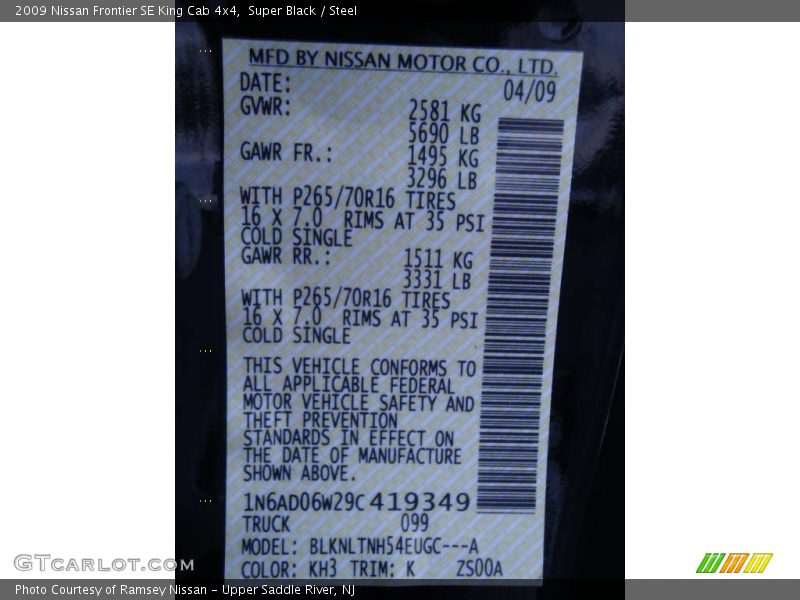 2009 Nissan Frontier SE King Cab 4x4, Super Black / Steel
MFD BY NISSAN MOTOR CO., LTD.
DATE: 04/09
GVWR: 2581 KG
5690 LB
GAWR FR.: 1495 KG
3296 LB
WITH P265/70R16 TIRES
16 X 7.0 RIMS AT 35 PSI
COLD SINGLE
GAWR RR.: 1511 KG
3331 LB
WITH P265/70R16 TIRES
16 X 7.0 RIMS AT 35 PSI
COLD SINGLE
THIS VEHICLE CONFORMS TO
ALL APPLICABLE FEDERAL
MOTOR VEHICLE SAFETY AND
THEFT PREVENTION
STANDARDS IN EFFECT ON
THE DATE OF MANUFACTURE
SHOWN ABOVE.
1N6AD06W29C419349
TRUCK 099
MODEL: BLKNLTNH54EUGC---A
COLOR: KH3 TRIM: K ZS00A
GTcarlot.com
Photo Courtesy of Ramsey Nissan - Upper Saddle River, NJ